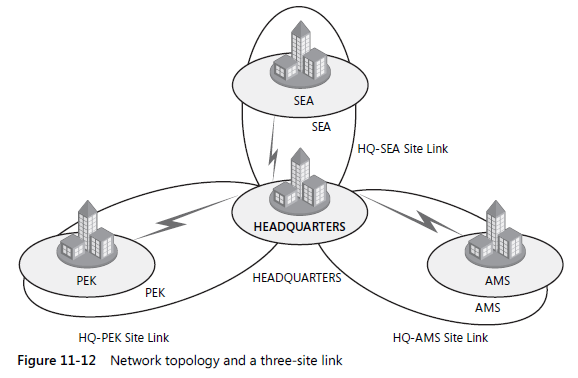 SEA
SEA
HQ-SEA Site Link
HEADQUARTERS
PEK
PEK
HEADQUARTERS
AMS
AMS
HQ-PEK Site Link
HQ-AMS Site Link
Figure 11-12 Network topology and a three-site link